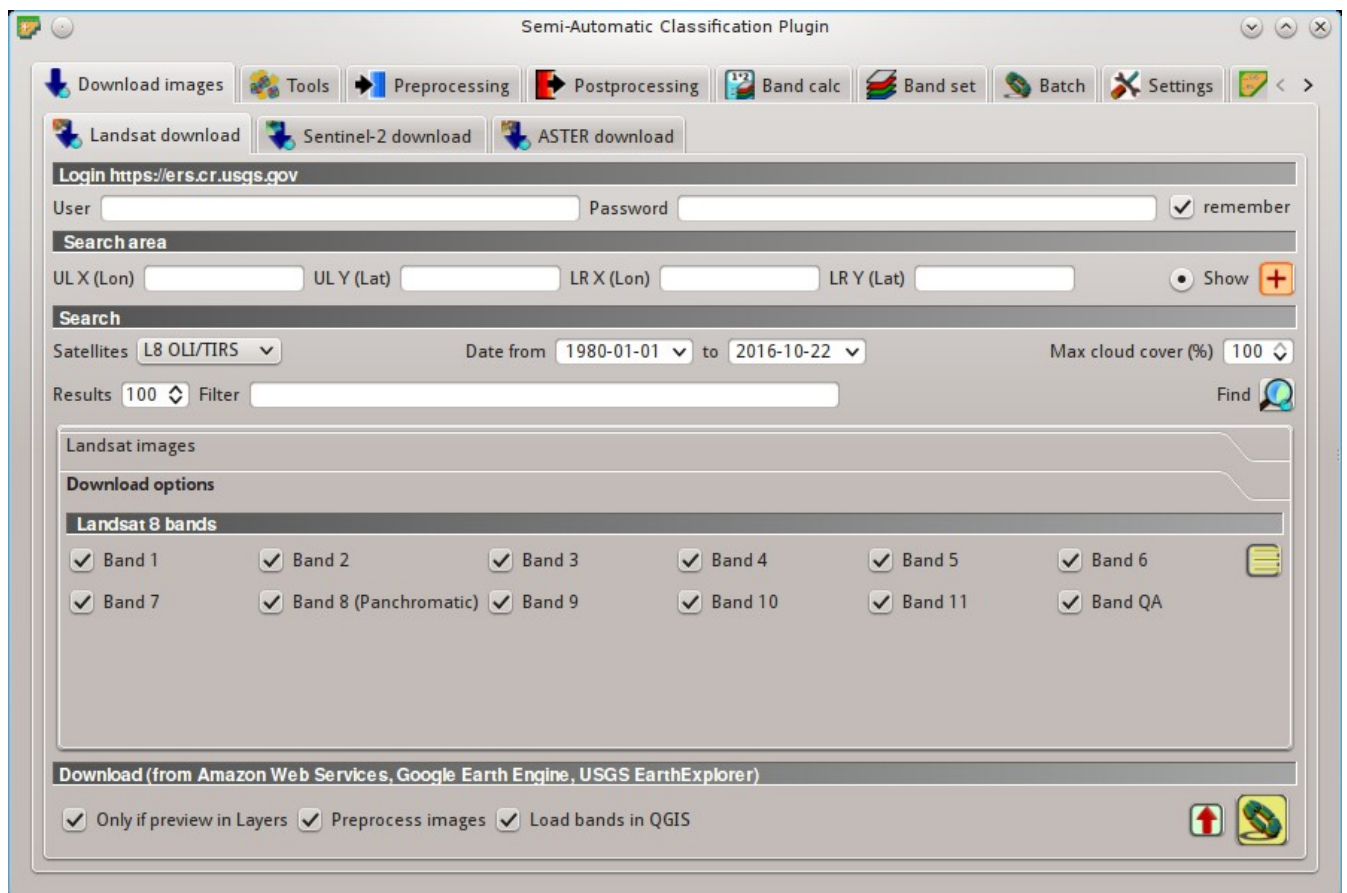 Semi-Automatic Classification Plugin
Download images Tools Preprocessing Postprocessing Band calc Band set Batch Settings
Landsat download Sentinel-2 download ASTER download
Login https://ers.cr.usgs.gov
User Password remember
Search area
UL X (Lon) UL Y (Lat) LR X (Lon) LR Y (Lat) Show
Search
Satellites L8 OLI/TIRS Date from 1980-01-01 to 2016-10-22 Max cloud cover (%) 100
Results 100 Filter Find
Landsat images
Download options
Landsat 8 bands
Band 1 Band 2 Band 3 Band 4 Band 5 Band 6
Band 7 Band 8 (Panchromatic) Band 9 Band 10 Band 11 Band QA
Download (from Amazon Web Services, Google Earth Engine, USGS EarthExplorer)
Only if preview in Layers Preprocess images Load bands in QGIS